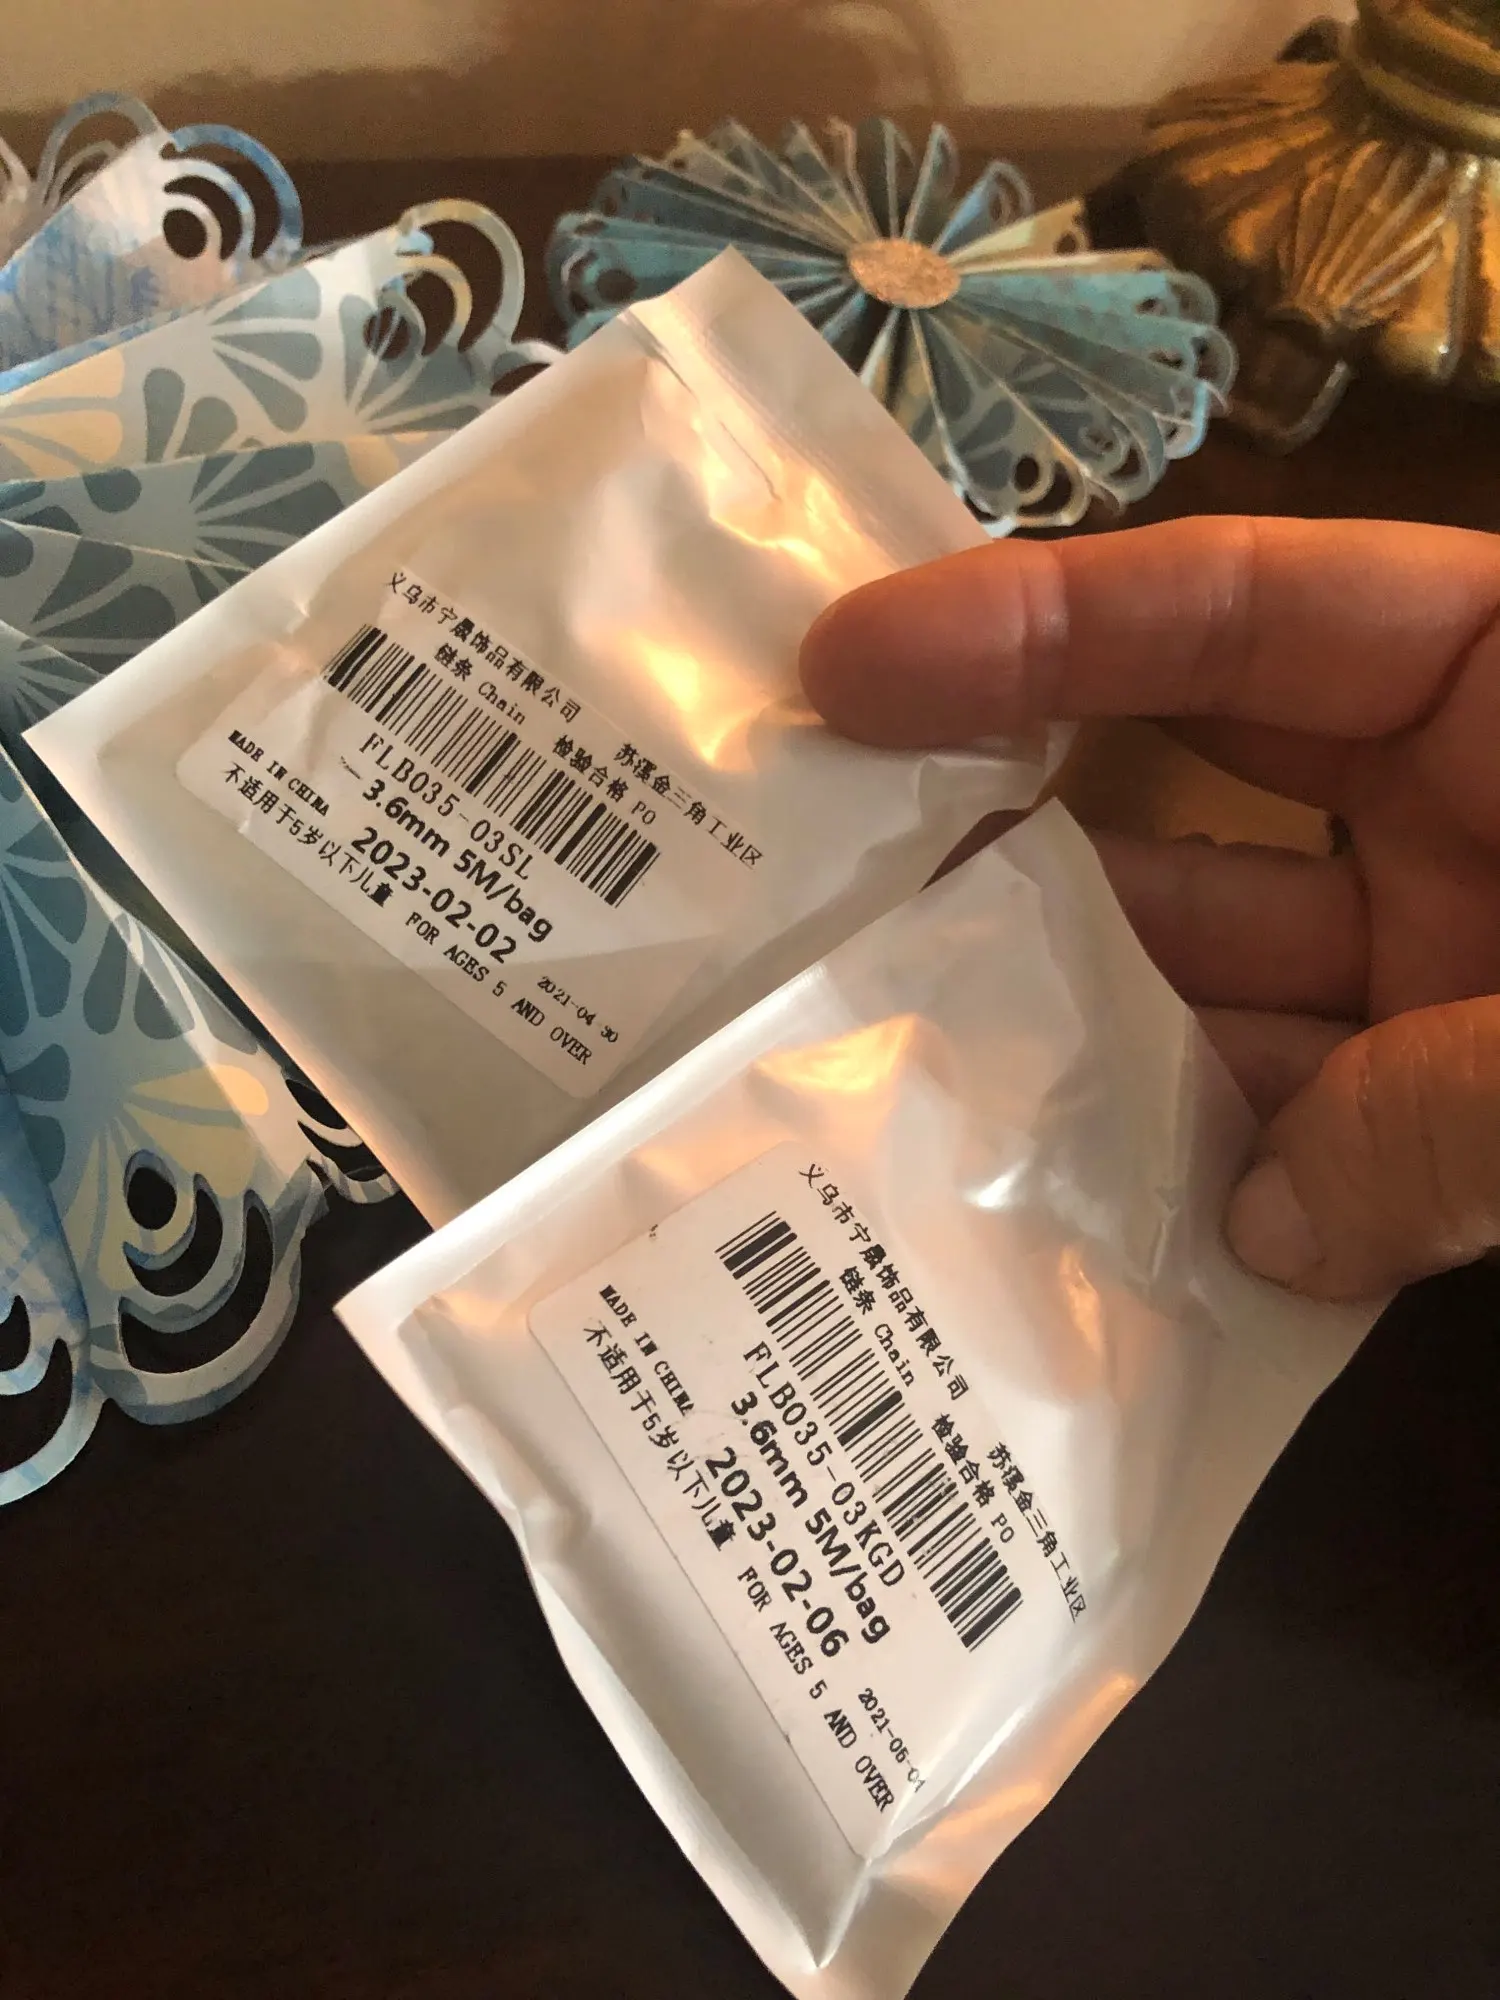 义乌市宁晟饰品有限公司
链条 Chain
苏溪金三角工业区
检验合格 PO
FLB035-03SL
3.6mm 5M/bag
MADE IN CHINA
2023-02-02
2021-04 30
不适用于5岁以下儿童 FOR AGES 5 AND OVER
义乌市宁晟饰品有限公司
链条 Chain
苏溪金三角工业区
检验合格 PO
FLB035-03KGD
3.6mm 5M/bag
MADE IN CHINA
2023-02-06
2021-05-01
不适用于5岁以下儿童 FOR AGES 5 AND OVER